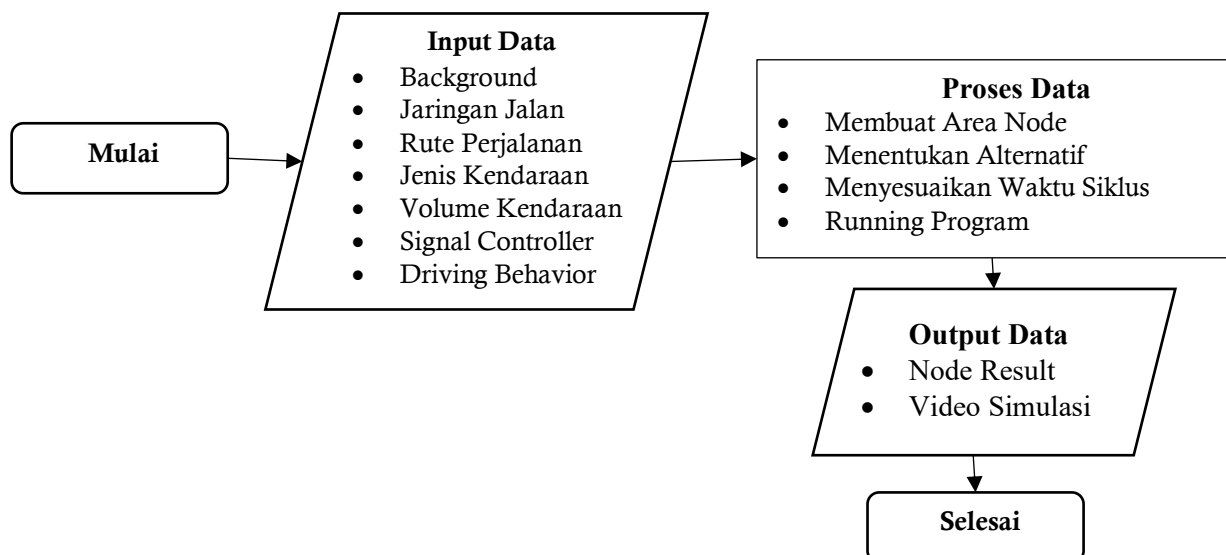 Mulai
Input Data
• Background
• Jaringan Jalan
• Rute Perjalanan
• Jenis Kendaraan
• Volume Kendaraan
• Signal Controller
• Driving Behavior
Proses Data
• Membuat Area Node
• Menentukan Alternatif
• Menyesuaikan Waktu Siklus
• Running Program
Output Data
• Node Result
• Video Simulasi
Selesai